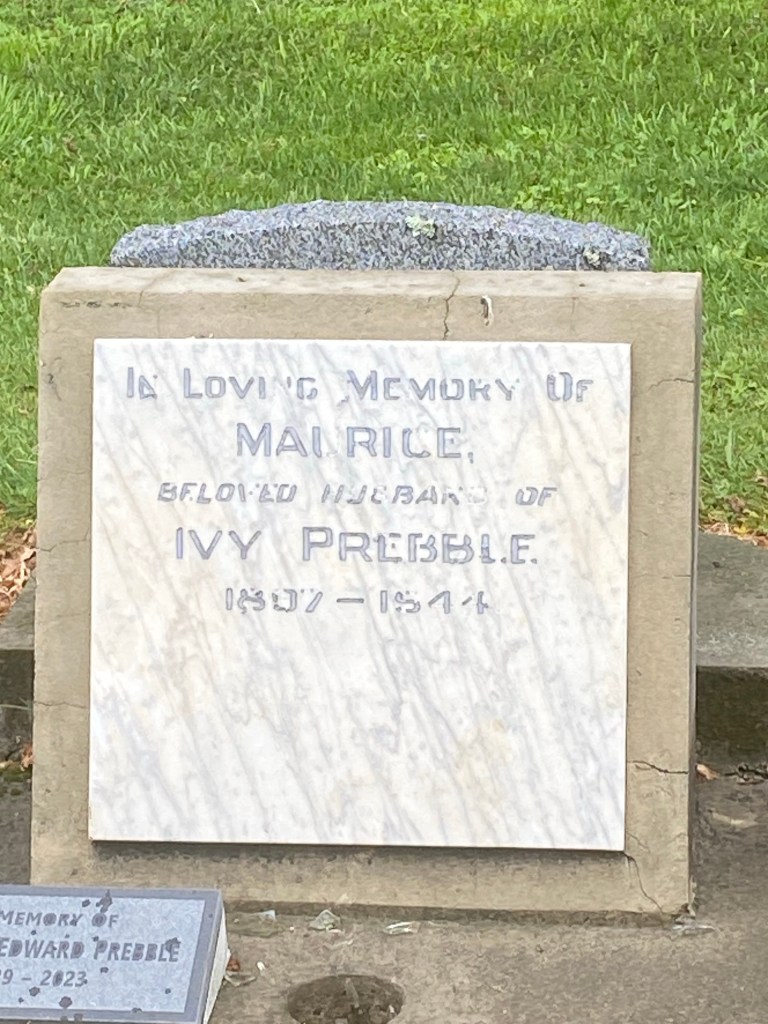 In Loving Memory Of
MAURICE,
BELOVED HUSBAND OF
IVY PREBBLE
1897 – 1944
MEMORY OF
EDWARD PREBBLE
9 – 2023